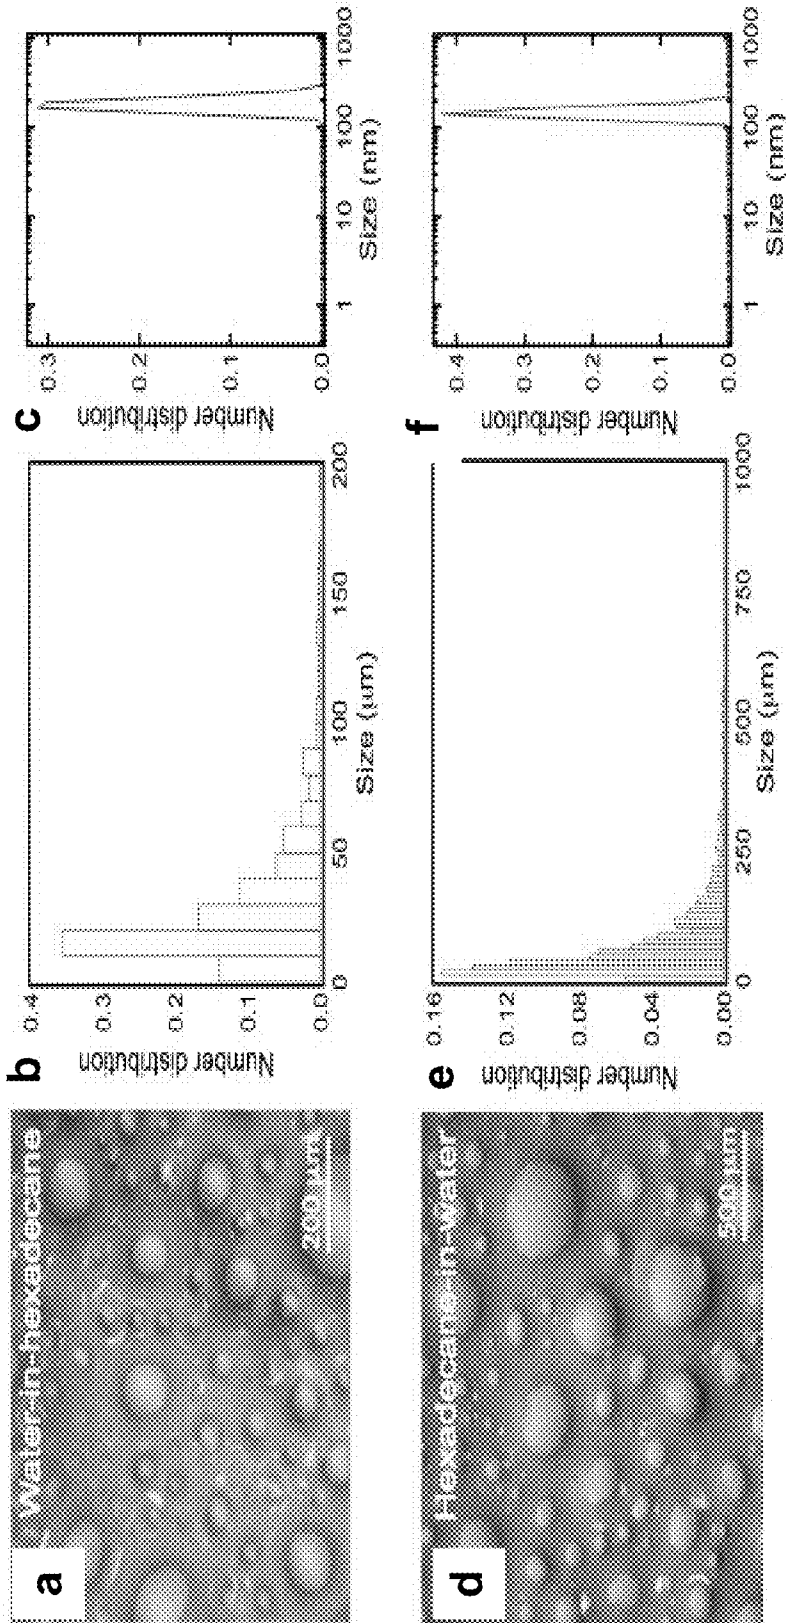 a
Water-in-hexadecane
200 µm
b
Number distribution
0.4
0.3
0.2
0.1
0.0
0
50
100
150
200
Size (µm)
c
Number distribution
0.3
0.2
0.1
0.0
1
10
100
1000
Size (nm)
d
Hexadecane-in-water
500 µm
e
Number distribution
0.16
0.12
0.08
0.04
0.00
0
250
500
750
1000
Size (µm)
f
Number distribution
0.4
0.3
0.2
0.1
0.0
1
10
100
1000
Size (nm)